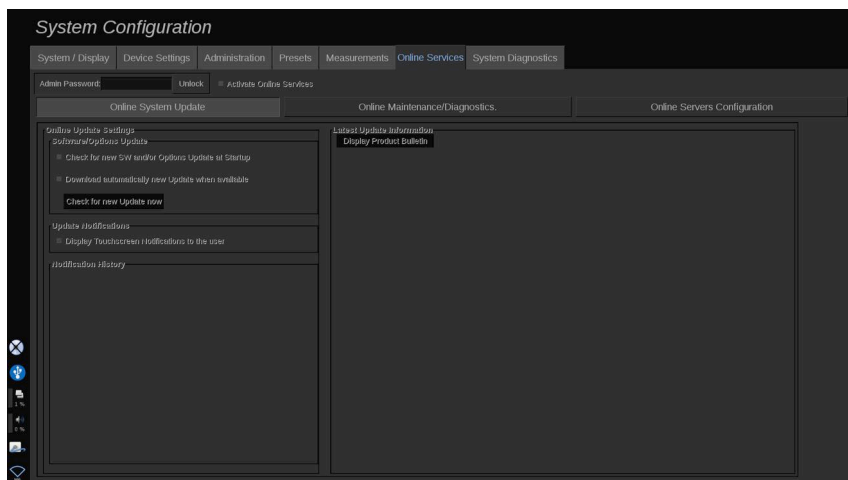 System Configuration
System / Display Device Settings Administration Presets Measurements Online Services System Diagnostics
Admin Password: Unlock Activate Online Services
Online System Update Online Maintenance/Diagnostics. Online Servers Configuration
Online Update Settings Latest Update Information
Software/Options Update Display Product Bulletin
Check for new SW and/or Options Update at Startup
Download automatically new Update when available
Check for new Update now
Update Notifications
Display Touchscreen Notifications to the user
Notification History
1 %
6 %